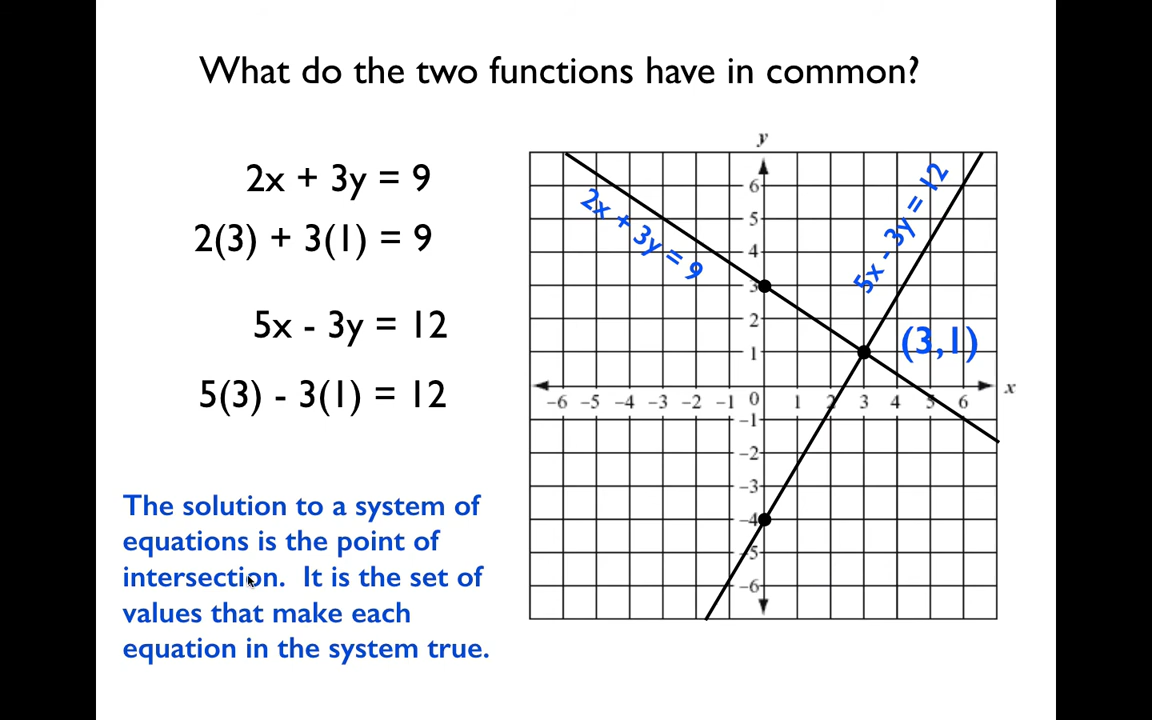 What do the two functions have in common?
2x + 3y = 9
2(3) + 3(1) = 9
5x - 3y = 12
5(3) - 3(1) = 12
The solution to a system of
equations is the point of
intersection.  It is the set of
values that make each
equation in the system true.
y
2x + 3y = 9
5x - 3y = 12
(3,1)
6
5
4
3
2
1
x
-6 -5 -4 -3 -2 -1 0 1 2 3 4 5 6
-1
-2
-3
-4
-5
-6